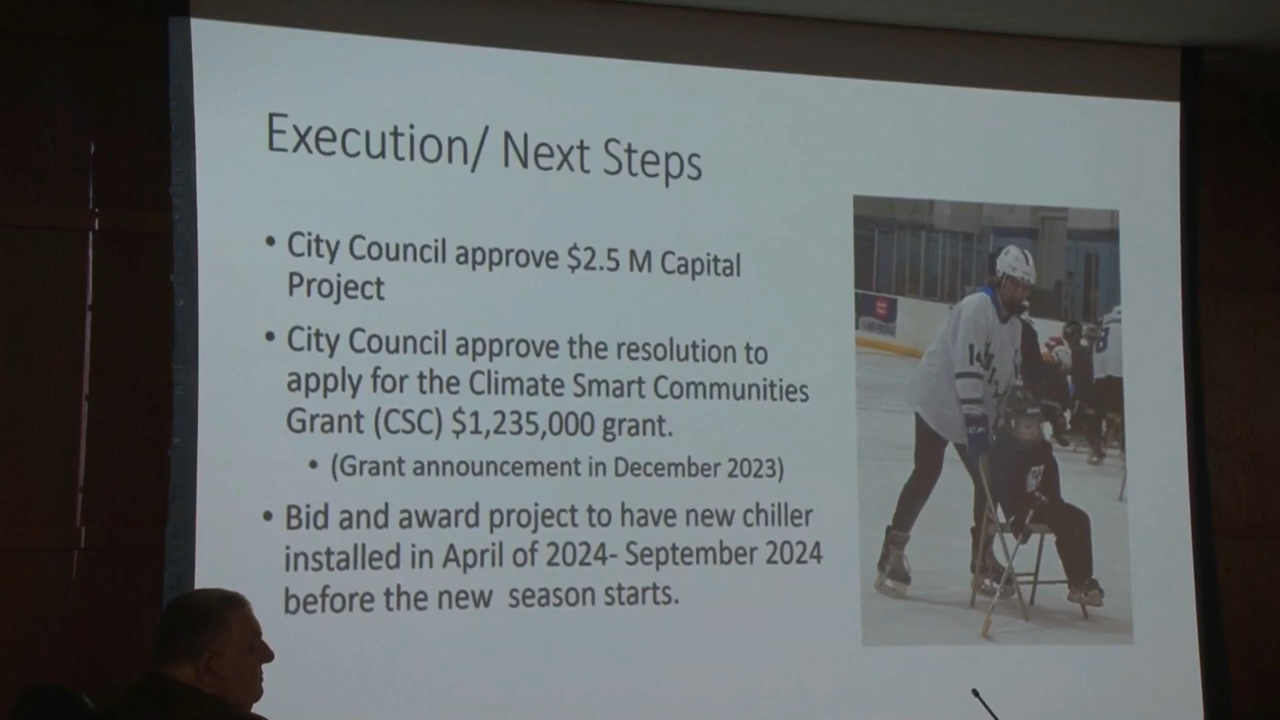 Execution/ Next Steps
• City Council approve $2.5 M Capital
Project
• City Council approve the resolution to
apply for the Climate Smart Communities
Grant (CSC) $1,235,000 grant.
• (Grant announcement in December 2023)
• Bid and award project to have new chiller
installed in April of 2024- September 2024
before the new season starts.